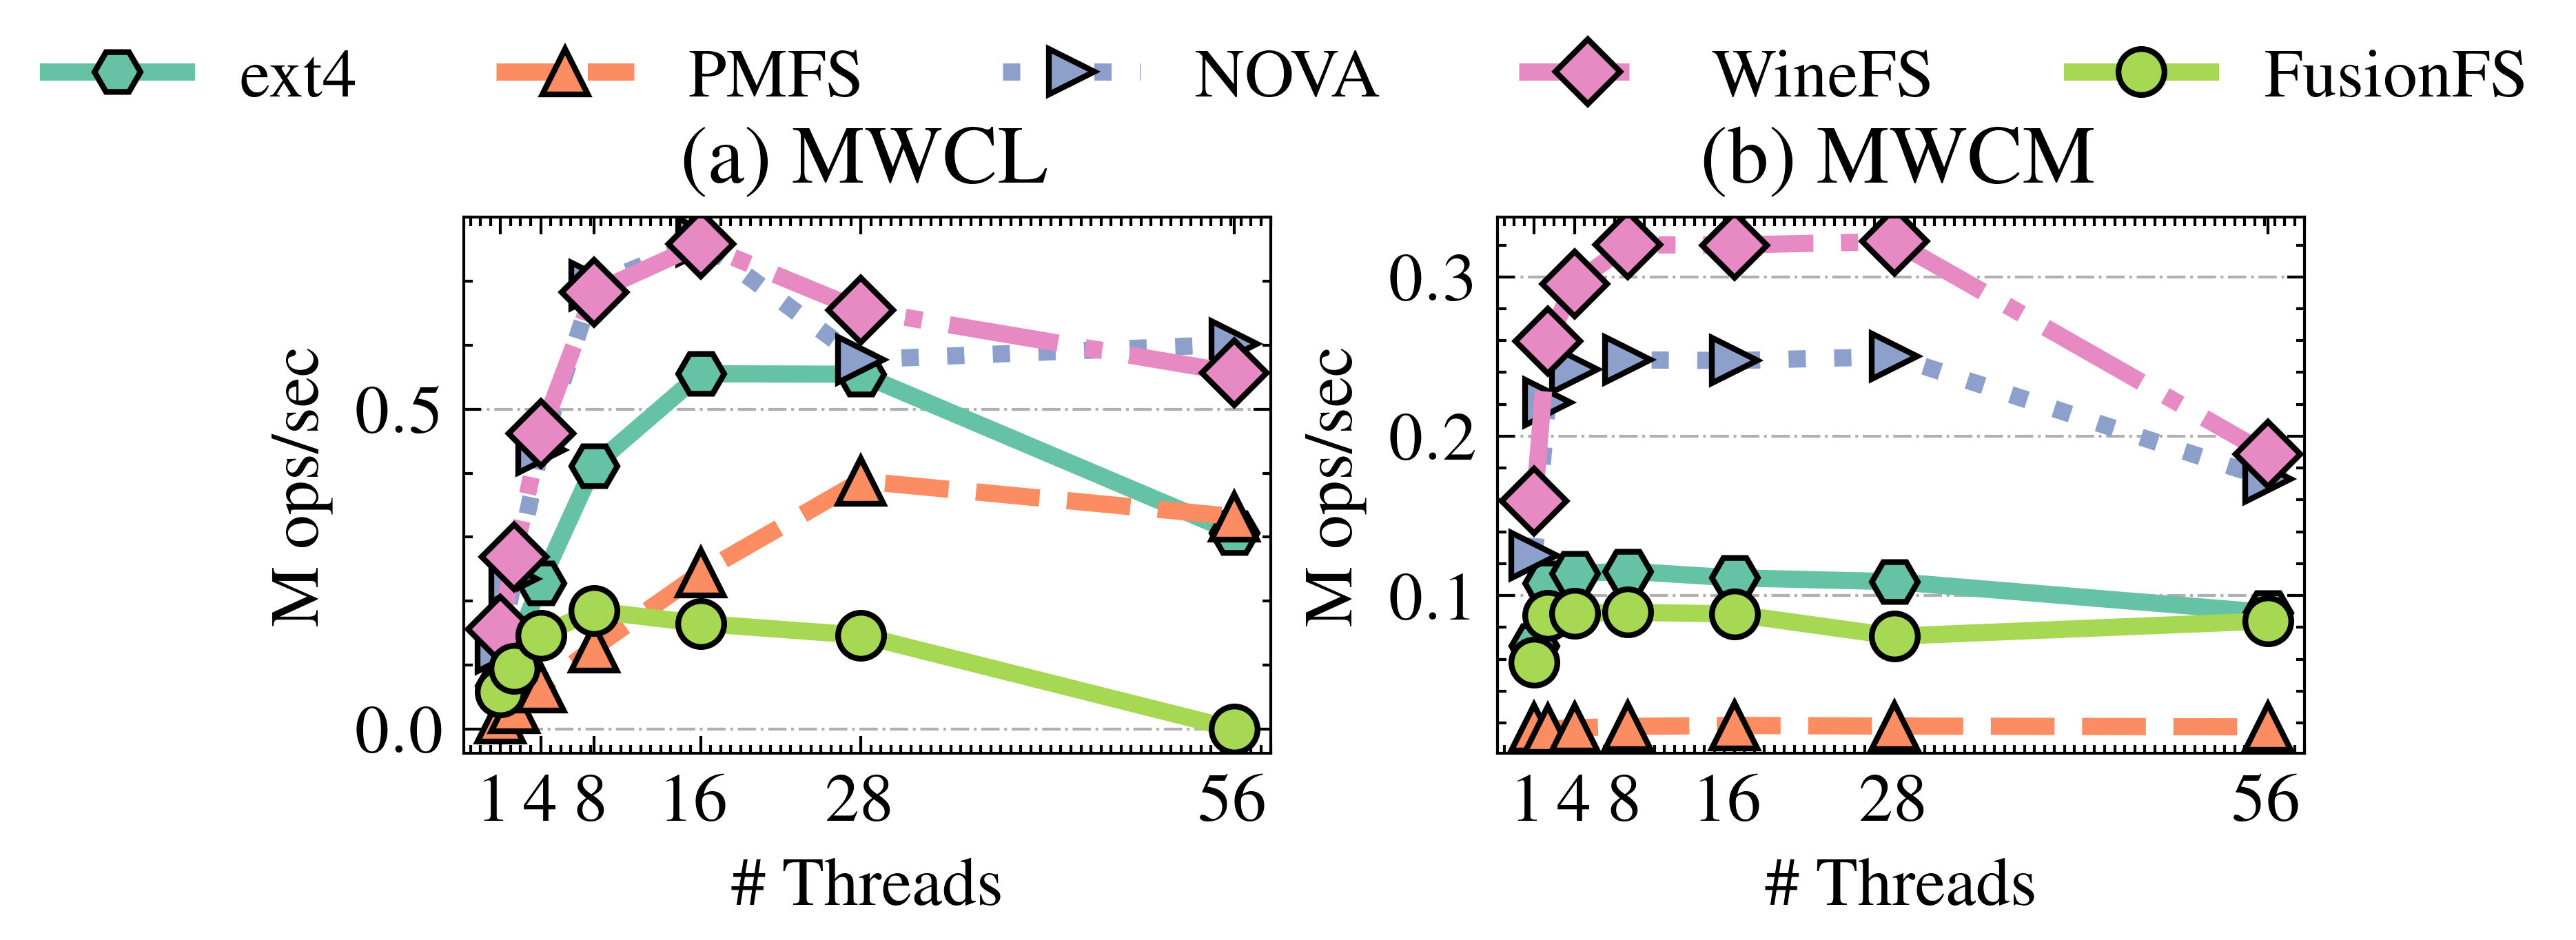 ext4 PMFS NOVA WineFS FusionFS
(a) MWCL
M ops/sec
0.5
0.0
1 4 8 16 28 56
# Threads
(b) MWCM
M ops/sec
0.3
0.2
0.1
1 4 8 16 28 56
# Threads